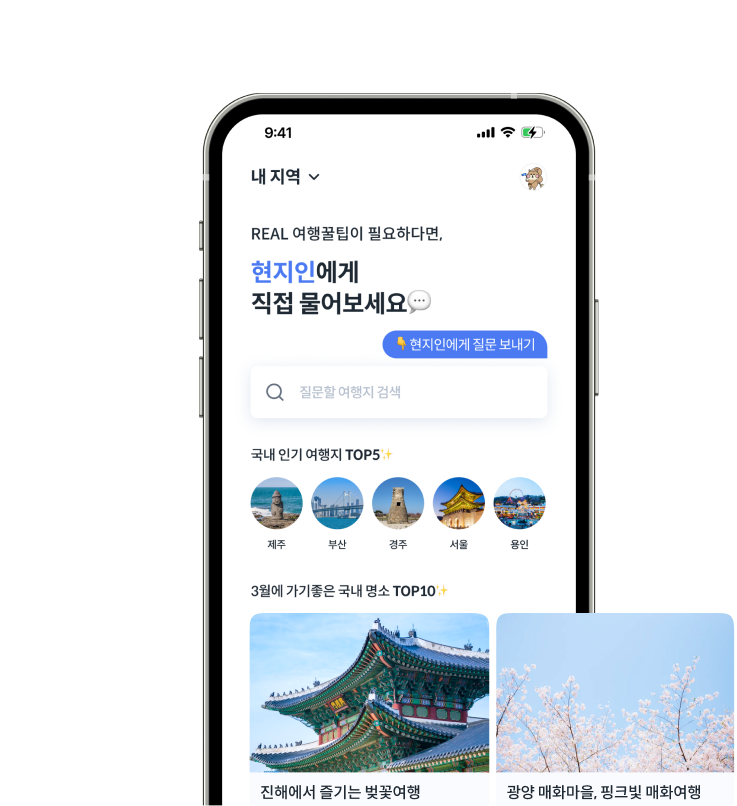 9:41
내 지역
REAL 여행꿀팁이 필요하다면,
현지인에게
직접 물어보세요💬
👇현지인에게 질문 보내기
질문할 여행지 검색
국내 인기 여행지 TOP5✨
제주 부산 경주 서울 용인
3월에 가기좋은 국내 명소 TOP10✨
진해에서 즐기는 벚꽃여행
광양 매화마을, 핑크빛 매화여행